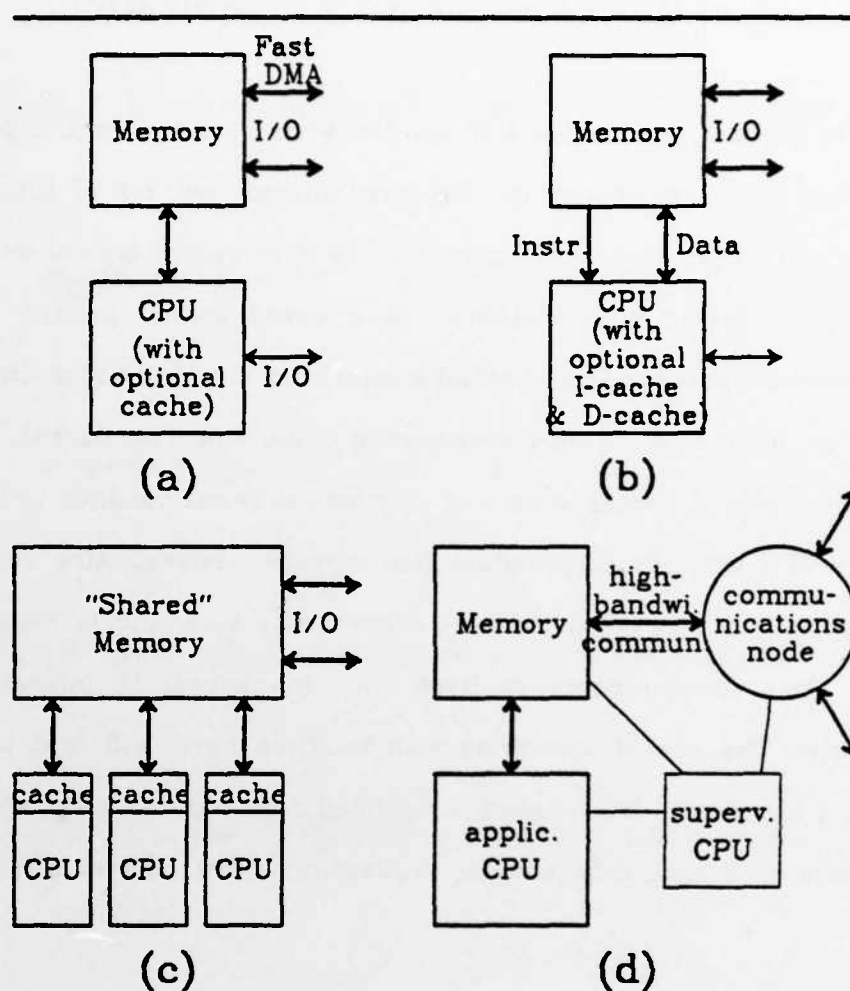 Fast
DMA
Memory
I/O
CPU
(with
optional
cache)
I/O
(a)
Memory
I/O
Instr.
Data
CPU
(with
optional
I-cache
& D-cache)
(b)
"Shared"
Memory
I/O
cache cache cache
CPU CPU CPU
(c)
Memory
high-
bandwi.
commun.
commu-
nications
node
applic.
CPU
superv.
CPU
(d)